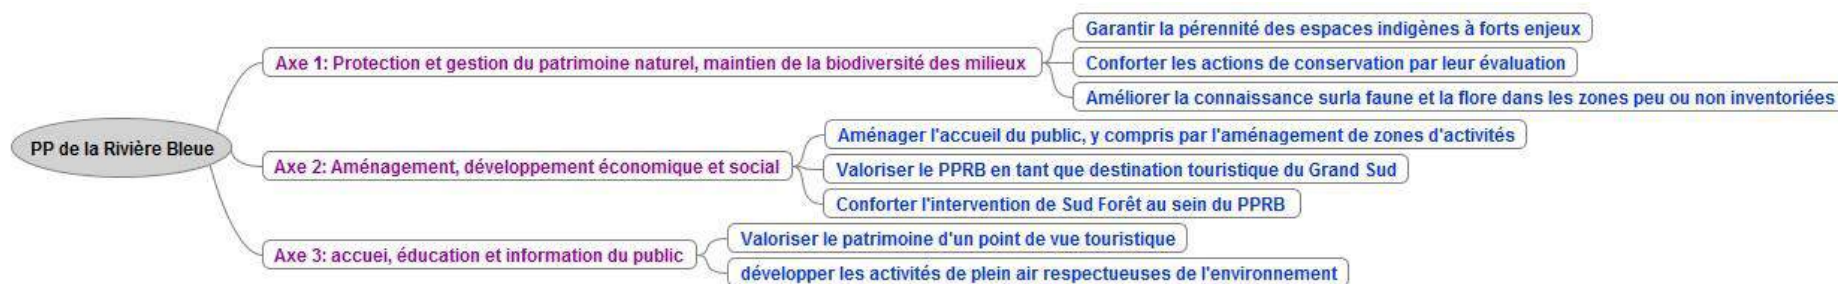 PP de la Rivière Bleue
Axe 1: Protection et gestion du patrimoine naturel, maintien de la biodiversité des milieux
Garantir la pérennité des espaces indigènes à forts enjeux
Conforter les actions de conservation par leur évaluation
Améliorer la connaissance surla faune et la flore dans les zones peu ou non inventoriées
Axe 2: Aménagement, développement économique et social
Aménager l'accueil du public, y compris par l'aménagement de zones d'activités
Valoriser le PPRB en tant que destination touristique du Grand Sud
Conforter l'intervention de Sud Forêt au sein du PPRB
Axe 3: accuei, éducation et information du public
Valoriser le patrimoine d'un point de vue touristique
développer les activités de plein air respectueuses de l'environnement